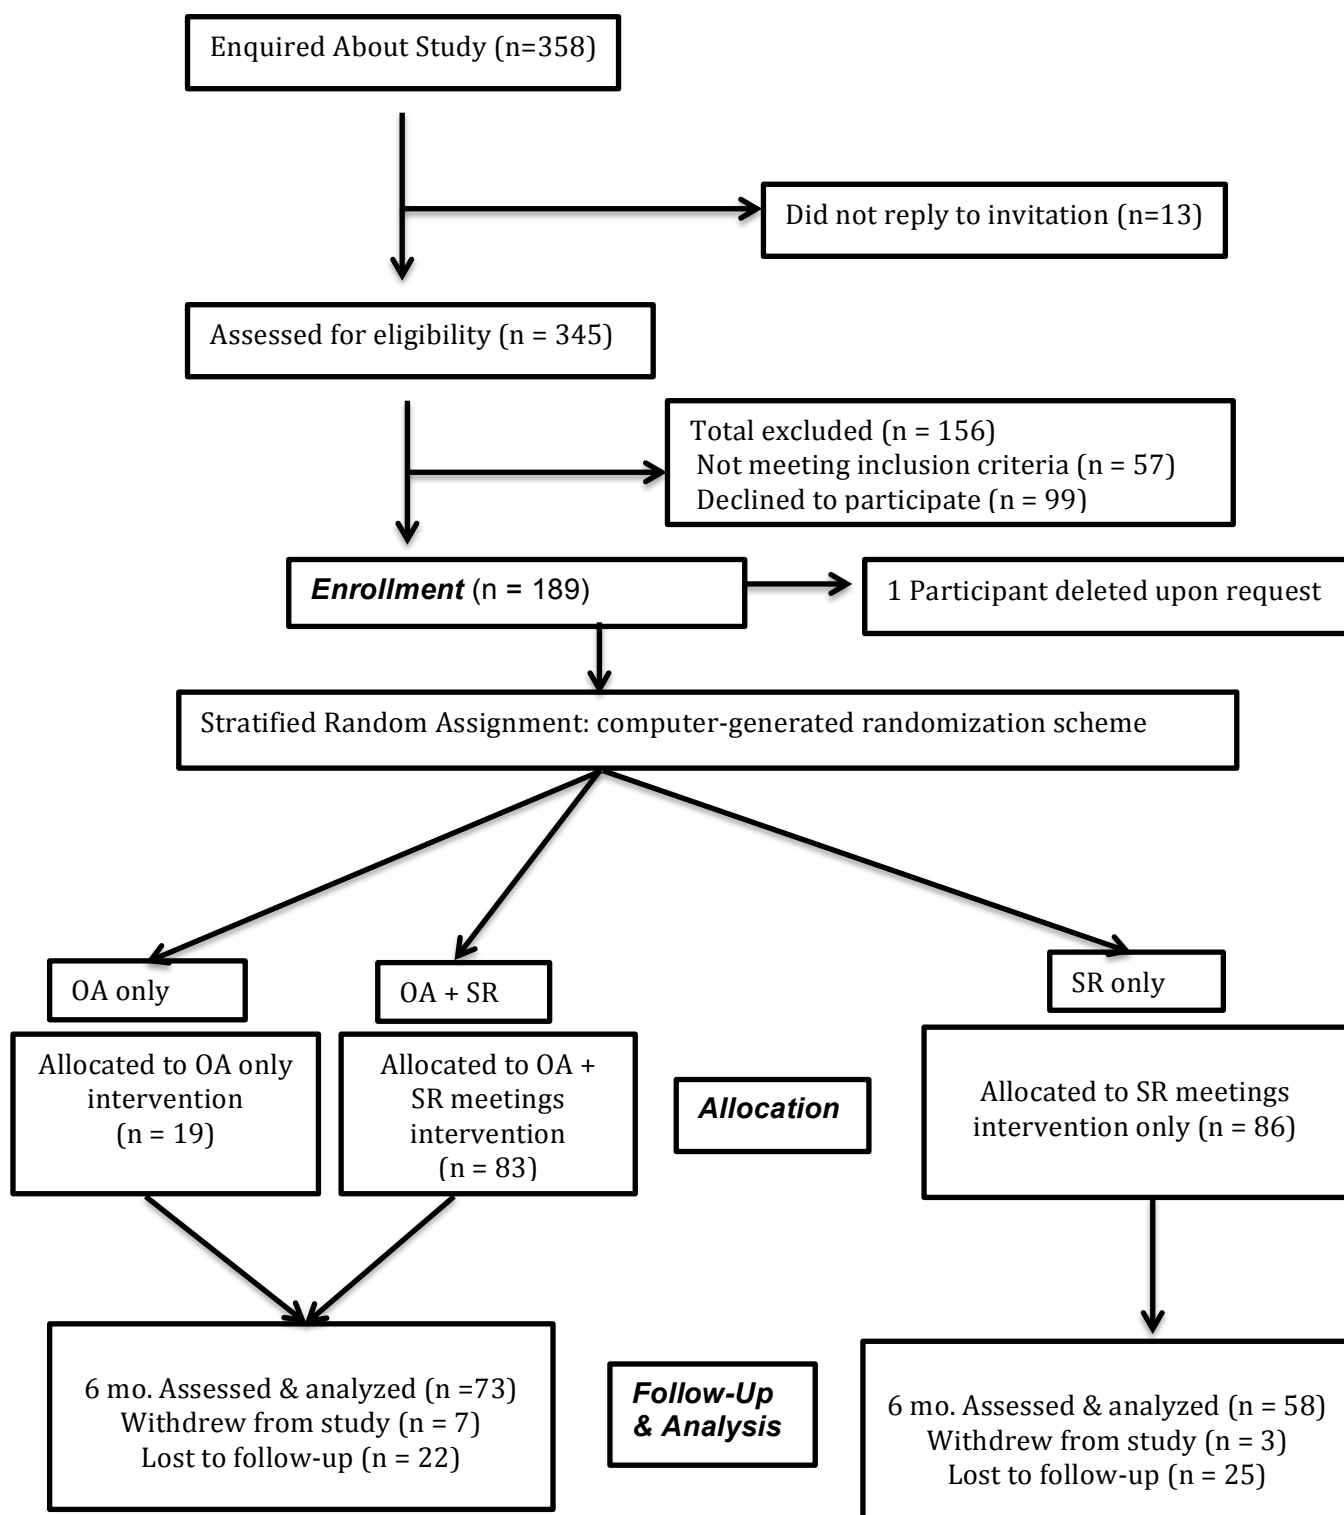 Enquired About Study (n=358)
Did not reply to invitation (n=13)
Assessed for eligibility (n = 345)
Total excluded (n = 156)
Not meeting inclusion criteria (n = 57)
Declined to participate (n = 99)
Enrollment (n = 189)
1 Participant deleted upon request
Stratified Random Assignment: computer-generated randomization scheme
OA only
OA + SR
SR only
Allocated to OA only
intervention
(n = 19)
Allocated to OA +
SR meetings
intervention
(n = 83)
Allocation
Allocated to SR meetings
intervention only (n = 86)
6 mo. Assessed & analyzed (n =73)
Withdrew from study (n = 7)
Lost to follow-up (n = 22)
Follow-Up
& Analysis
6 mo. Assessed & analyzed (n = 58)
Withdrew from study (n = 3)
Lost to follow-up (n = 25)